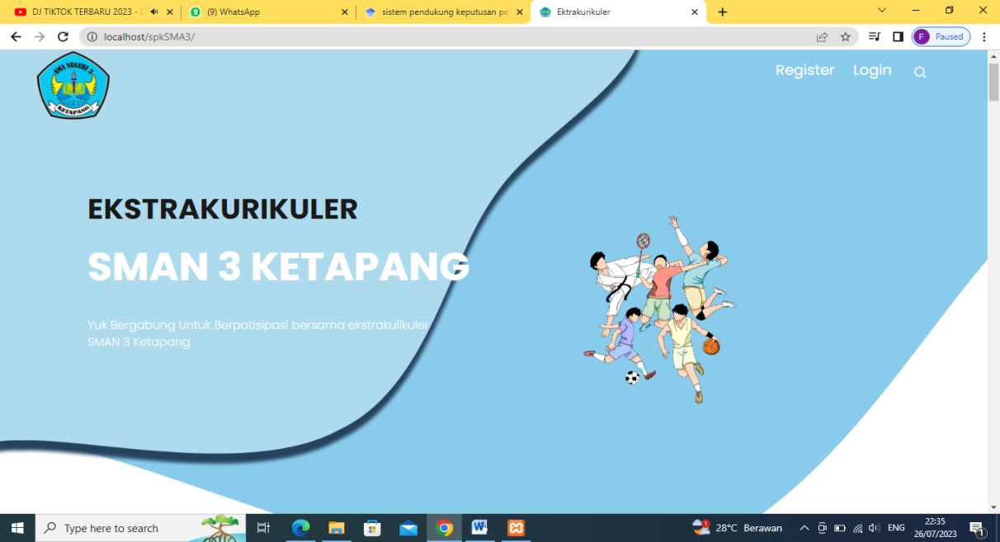 DJ TIKTOK TERBARU 2023 -
(9) WhatsApp
sistem pendukung keputusan pe
Ektrakurikuler
localhost/spkSMA3/
F Paused
SMA NEGERI 3
KETAPANG
Register Login
EKSTRAKURIKULER
SMAN 3 KETAPANG
Yuk Bergabung Untuk Berpatisipasi bersama ekstrakulikuler
SMAN 3 Ketapang
Type here to search
28°C Berawan
ENG
22:35
26/07/2023